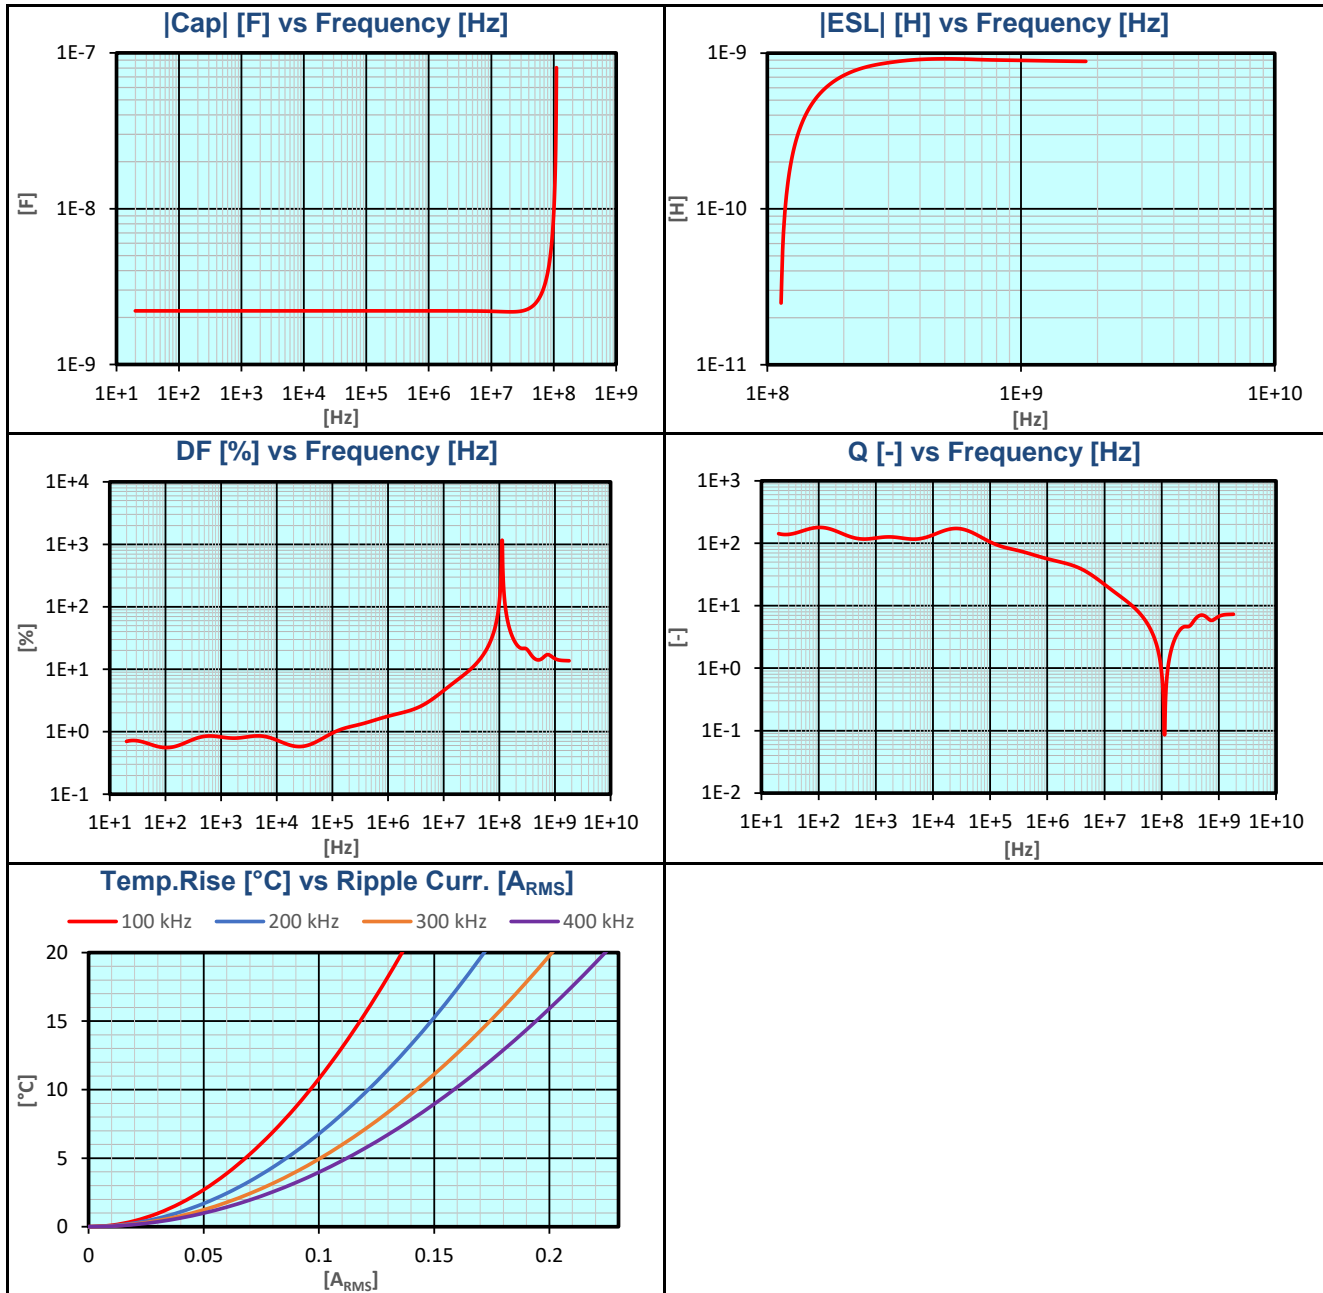 |Cap| [F] vs Frequency [Hz]
1E-7
1E-8
1E-9
[F]
1E+1 1E+2 1E+3 1E+4 1E+5 1E+6 1E+7 1E+8 1E+9
[Hz]
|ESL| [H] vs Frequency [Hz]
1E-9
1E-10
1E-11
[H]
1E+8 1E+9 1E+10
[Hz]
DF [%] vs Frequency [Hz]
1E+4
1E+3
1E+2
1E+1
1E+0
1E-1
[%]
1E+1 1E+2 1E+3 1E+4 1E+5 1E+6 1E+7 1E+8 1E+9 1E+10
[Hz]
Q [-] vs Frequency [Hz]
1E+3
1E+2
1E+1
1E+0
1E-1
1E-2
[-]
1E+1 1E+2 1E+3 1E+4 1E+5 1E+6 1E+7 1E+8 1E+9 1E+10
[Hz]
Temp.Rise [°C] vs Ripple Curr. [ARMS]
100 kHz 200 kHz 300 kHz 400 kHz
20
15
10
5
0
[°C]
0 0.05 0.1 0.15 0.2
[ARMS]